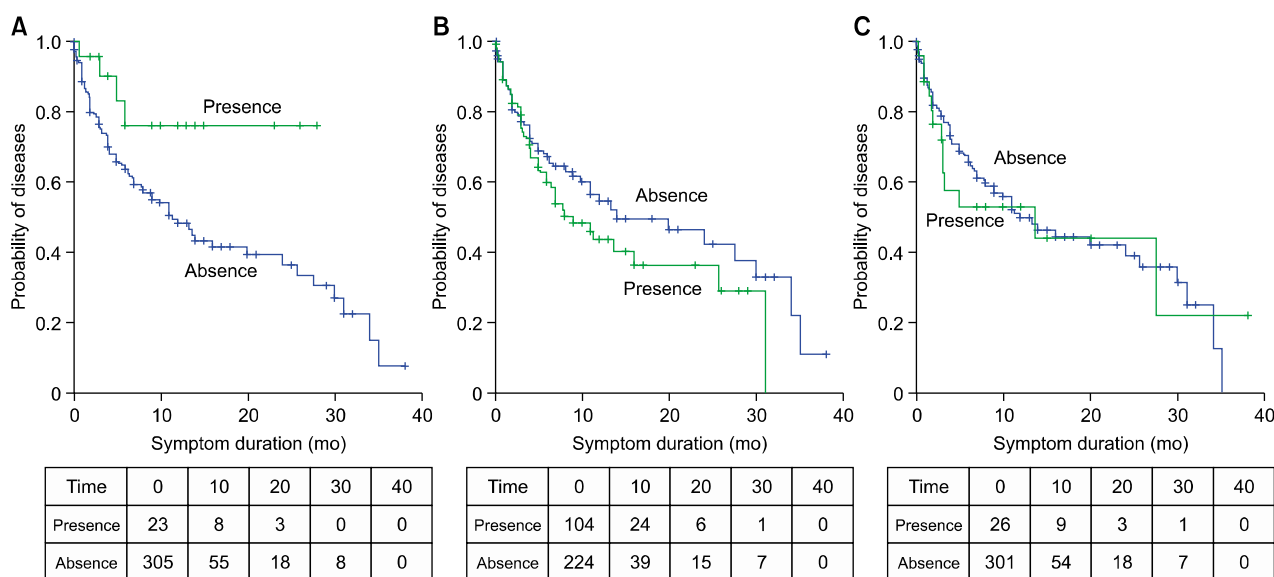 A
Probability of diseases
1.0
0.8
0.6
0.4
0.2
0
Presence
Absence
0 10 20 30 40
Symptom duration (mo)
Time 0 10 20 30 40
Presence 23 8 3 0 0
Absence 305 55 18 8 0
B
Probability of diseases
1.0
0.8
0.6
0.4
0.2
0
Absence
Presence
0 10 20 30 40
Symptom duration (mo)
Time 0 10 20 30 40
Presence 104 24 6 1 0
Absence 224 39 15 7 0
C
Probability of diseases
1.0
0.8
0.6
0.4
0.2
0
Absence
Presence
0 10 20 30 40
Symptom duration (mo)
Time 0 10 20 30 40
Presence 26 9 3 1 0
Absence 301 54 18 7 0